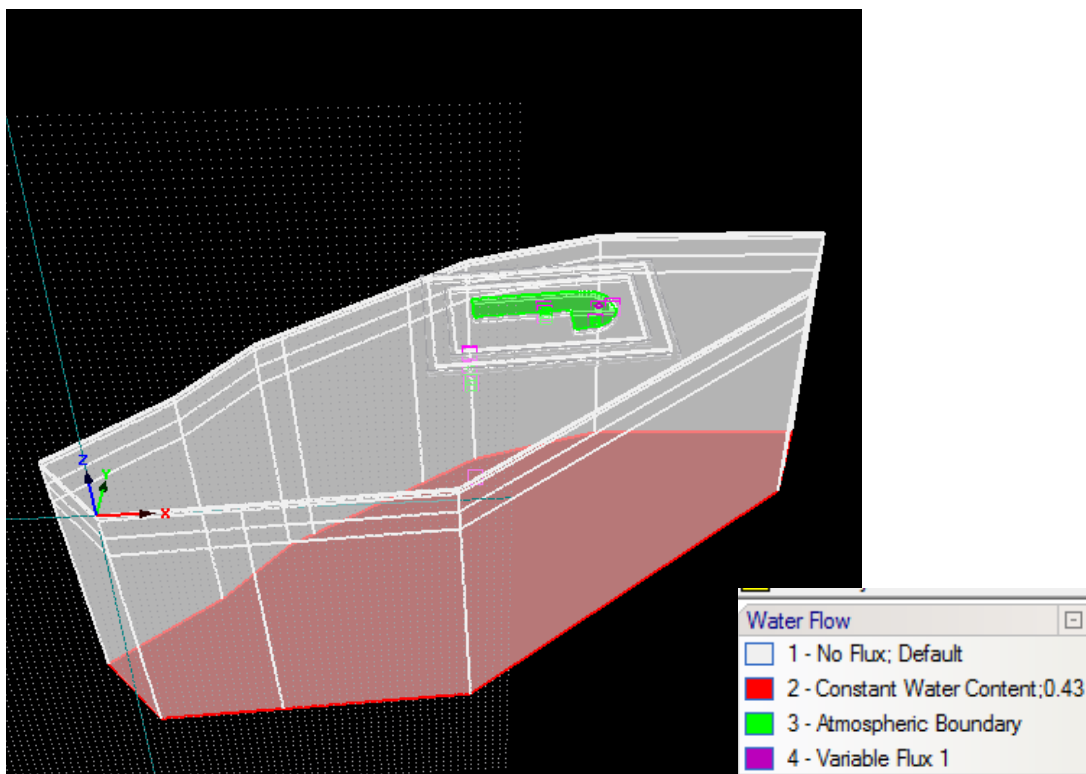 Z
Y
X
Water Flow
1 - No Flux; Default
2 - Constant Water Content;0.43
3 - Atmospheric Boundary
4 - Variable Flux 1